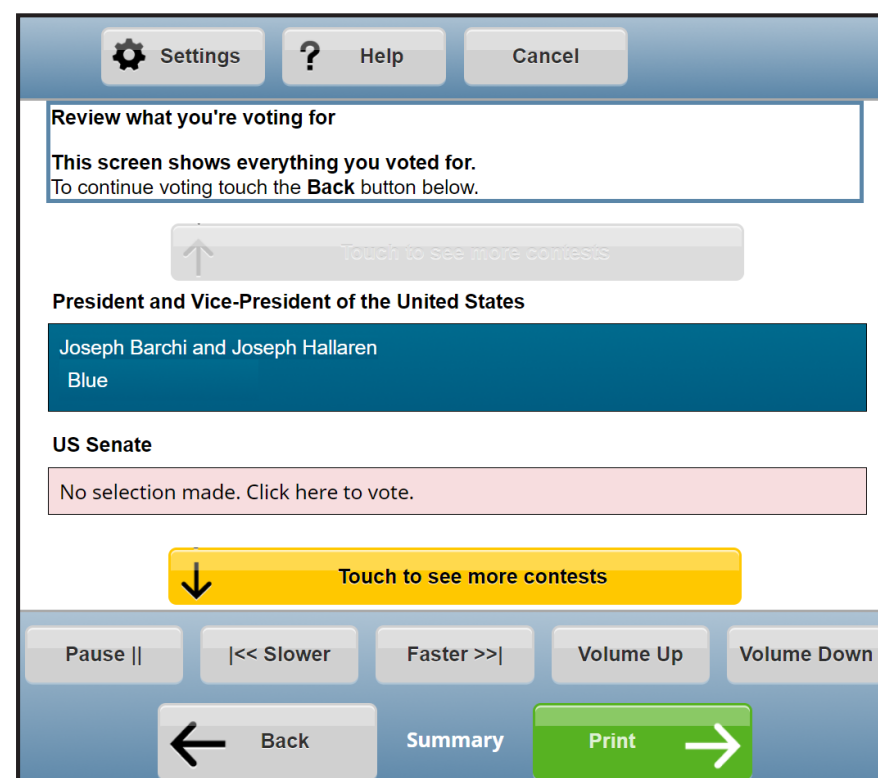 Settings
? Help
Cancel
Review what you're voting for
This screen shows everything you voted for.
To continue voting touch the Back button below.
Touch to see more contests
President and Vice-President of the United States
Joseph Barchi and Joseph Hallaren
Blue
US Senate
No selection made. Click here to vote.
Touch to see more contests
Pause ||
|<< Slower
Faster >>|
Volume Up
Volume Down
Back
Summary
Print